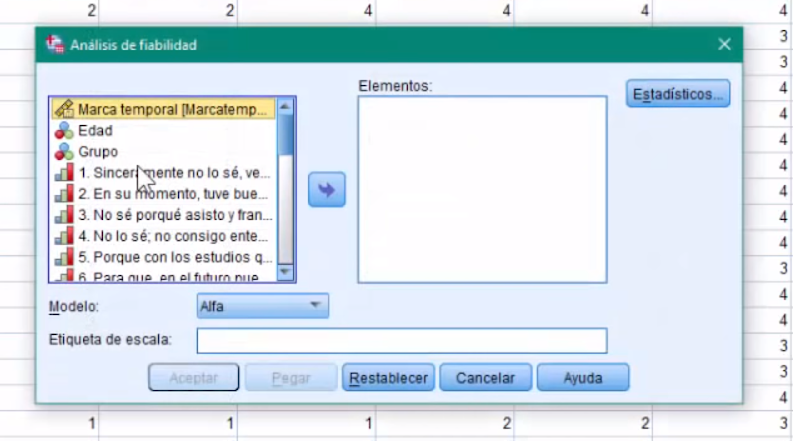 2 2 4 4 4 4
3
Análisis de fiabilidad
3
Elementos:
Estadísticos...
4
Marca temporal [Marcatemp...
4
Edad
4
Grupo
4
1. Sinceramente no lo sé, ve...
4
2. En su momento, tuve bue...
4
3. No sé porqué asisto y fran...
4
4. No lo sé; no consigo ente...
4
5. Porque con los estudios q...
3
6. Para que, en el futuro pue
4
Modelo: Alfa
4
4
Etiqueta de escala:
3
Aceptar Pegar Restablecer Cancelar Ayuda
3
4
1 1 1 2 2 3